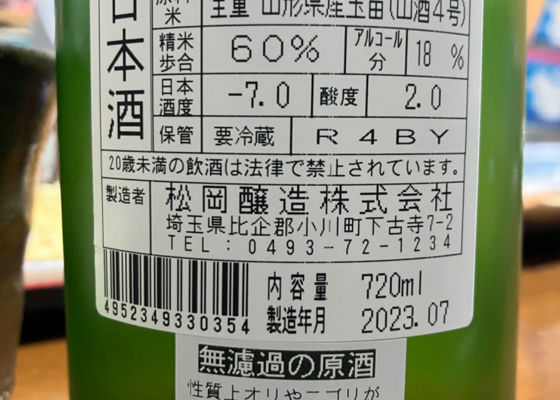 日本酒
原料米 全量 山形県産玉苗(山酒4号)
精米歩合 60% アルコール分 18 %
日本酒度 -7.0 酸度 2.0
保管 要冷蔵 R4BY
20歳未満の飲酒は法律で禁止されています。
製造者 松岡醸造株式会社
埼玉県比企郡小川町下古寺7-2
TEL:0493-72-1234
内容量 720ml
製造年月 2023.07
4952349330354
無濾過の原酒
性質上オリやニゴリが